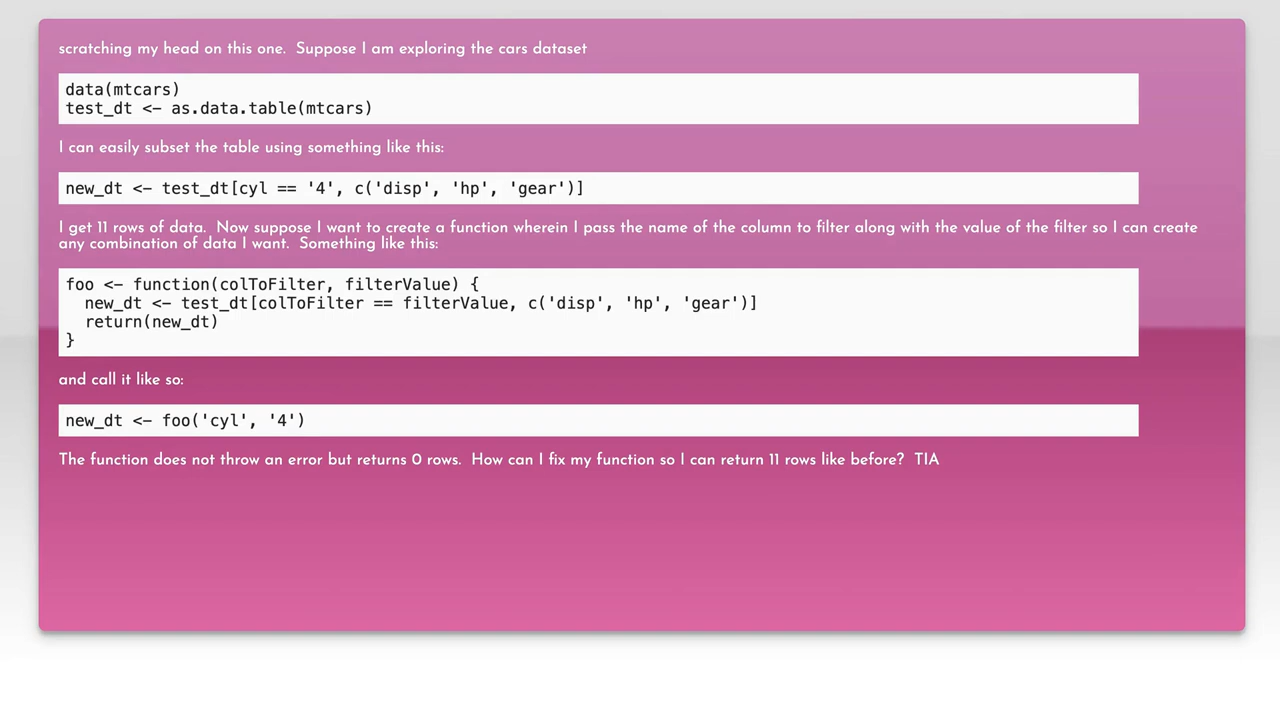 scratching my head on this one.  Suppose I am exploring the cars dataset
data(mtcars)
test_dt <- as.data.table(mtcars)
I can easily subset the table using something like this:
new_dt <- test_dt[cyl == '4', c('disp', 'hp', 'gear')]
I get 11 rows of data.  Now suppose I want to create a function wherein I pass the name of the column to filter along with the value of the filter so I can create
any combination of data I want.  Something like this:
foo <- function(colToFilter, filterValue) {
  new_dt <- test_dt[colToFilter == filterValue, c('disp', 'hp', 'gear')]
  return(new_dt)
}
and call it like so:
new_dt <- foo('cyl', '4')
The function does not throw an error but returns 0 rows.  How can I fix my function so I can return 11 rows like before?  TIA